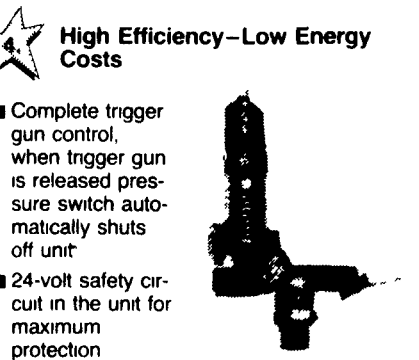 4.
High Efficiency–Low Energy
Costs
■ Complete trigger
gun control,
when trigger gun
is released pres-
sure switch auto-
matically shuts
off unit
■ 24-volt safety cir-
cuit in the unit for
maximum
protection